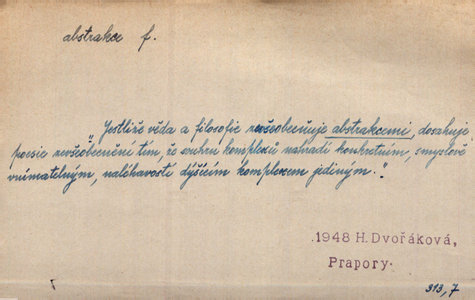 abstrakce f.
„Jestliže věda a filosofie zevšeobecňuje abstrakcemi, dosahuje
poesie zevšeobecnění tím, že souhrn komplexů nahradí konkretním, smyslově
vnímatelným, naléhavostí dýšícím komplexem jediným.“
1948 H. Dvořáková,
Prapory.
313,7